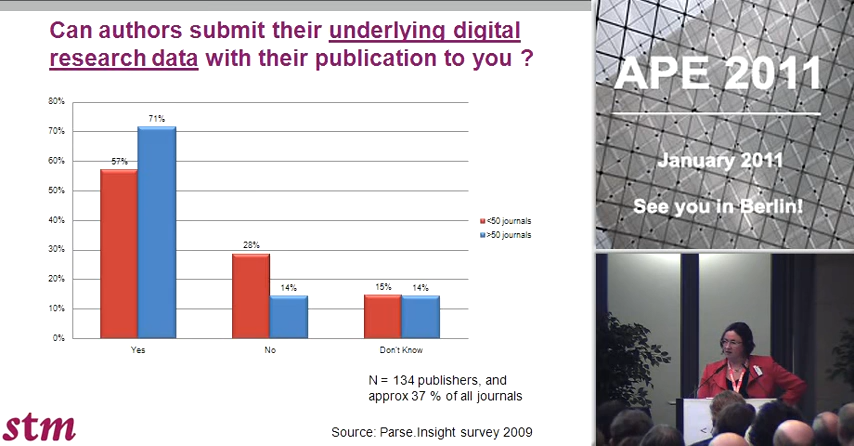 Can authors submit their underlying digital
research data with their publication to you ?
80%
70%
60%
50%
40%
30%
20%
10%
0%
57%
71%
28%
14%
15%
14%
Yes
No
Don't Know
<50 journals
>50 journals
N = 134 publishers, and
approx 37 % of all journals
stm
Source: Parse.Insight survey 2009
APE 2011
January 2011
See you in Berlin!